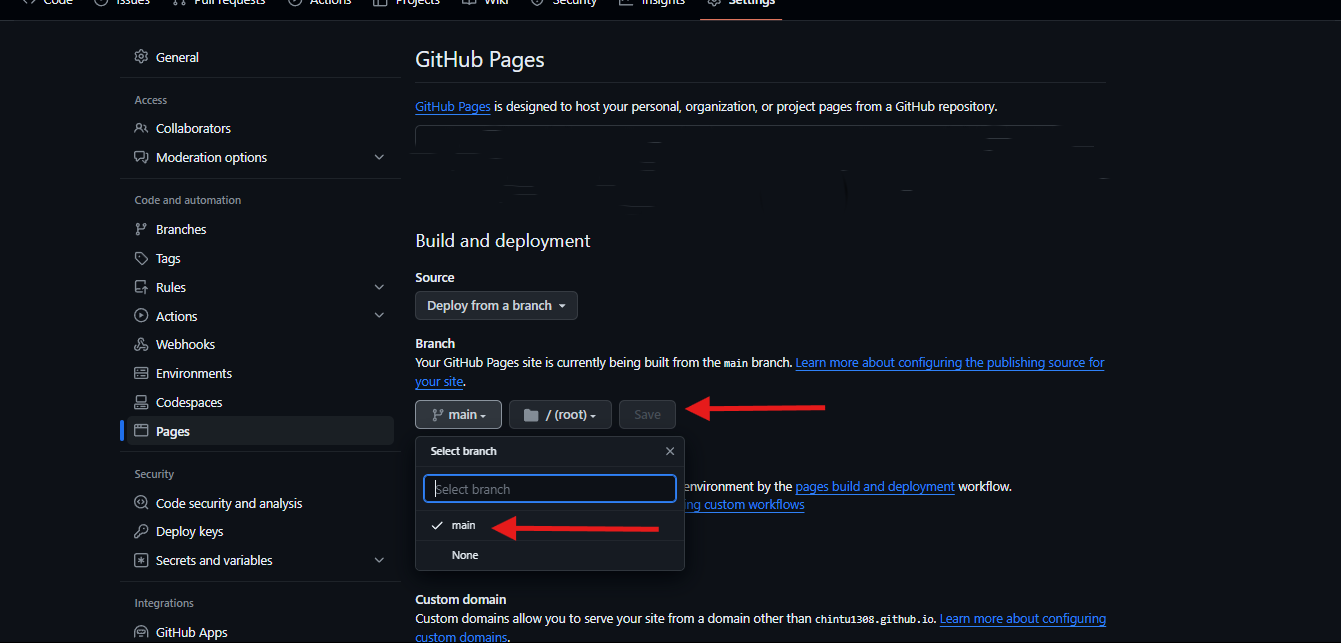 Code Issues Pull requests Actions Projects Wiki Security Insights Settings
General
Access
Collaborators
Moderation options
Code and automation
Branches
Tags
Rules
Actions
Webhooks
Environments
Codespaces
Pages
Security
Code security and analysis
Deploy keys
Secrets and variables
Integrations
GitHub Apps
GitHub Pages
GitHub Pages is designed to host your personal, organization, or project pages from a GitHub repository.
Build and deployment
Source
Deploy from a branch
Branch
Your GitHub Pages site is currently being built from the main branch. Learn more about configuring the publishing source for
your site.
main / (root) Save
Select branch
Select branch
main
None
environment by the pages build and deployment workflow.
ng custom workflows
Custom domain
Custom domains allow you to serve your site from a domain other than chintu1308.github.io. Learn more about configuring
custom domains.